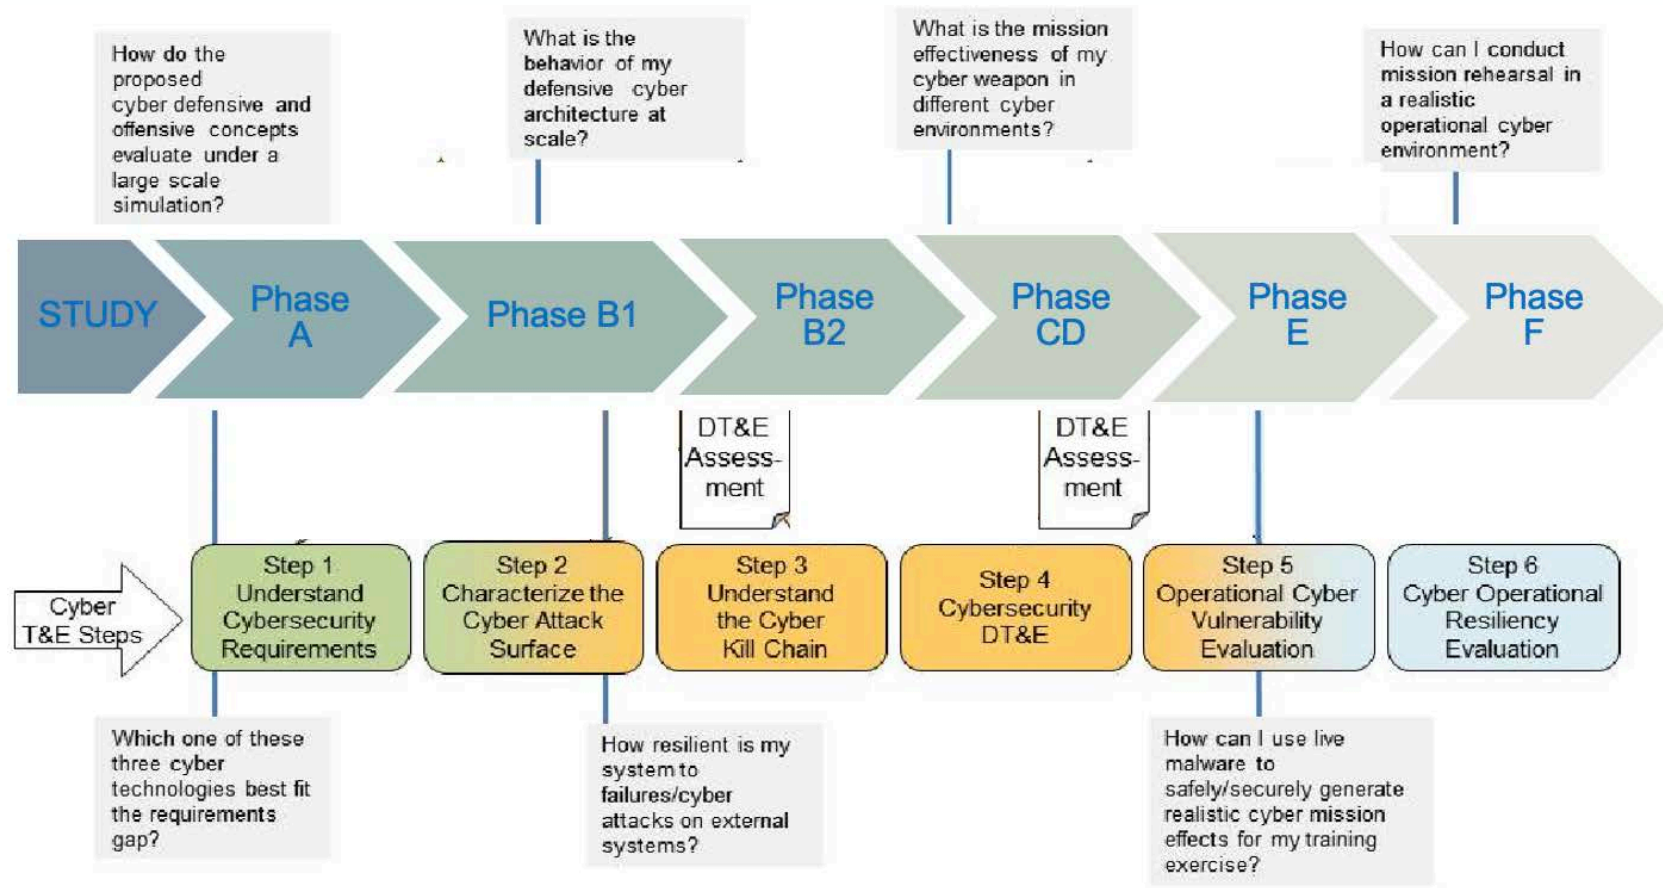 How do the
proposed
cyber defensive and
offensive concepts
evaluate under a
large scale
simulation?
What is the
behavior of my
defensive cyber
architecture at
scale?
What is the mission
effectiveness of my
cyber weapon in
different cyber
environments?
How can I conduct
mission rehearsal in
a realistic
operational cyber
environment?
STUDY
Phase
A
Phase B1
Phase
B2
Phase
CD
Phase
E
Phase
F
DT&E
Assess-
ment
DT&E
Assess-
ment
Cyber
T&E Steps
Step 1
Understand
Cybersecurity
Requirements
Step 2
Characterize the
Cyber Attack
Surface
Step 3
Understand
the Cyber
Kill Chain
Step 4
Cybersecurity
DT&E
Step 5
Operational Cyber
Vulnerability
Evaluation
Step 6
Cyber Operational
Resiliency
Evaluation
Which one of these
three cyber
technologies best fit
the requirements
gap?
How resilient is my
system to
failures/cyber
attacks on external
systems?
How can I use live
malware to
safely/securely generate
realistic cyber mission
effects for my training
exercise?